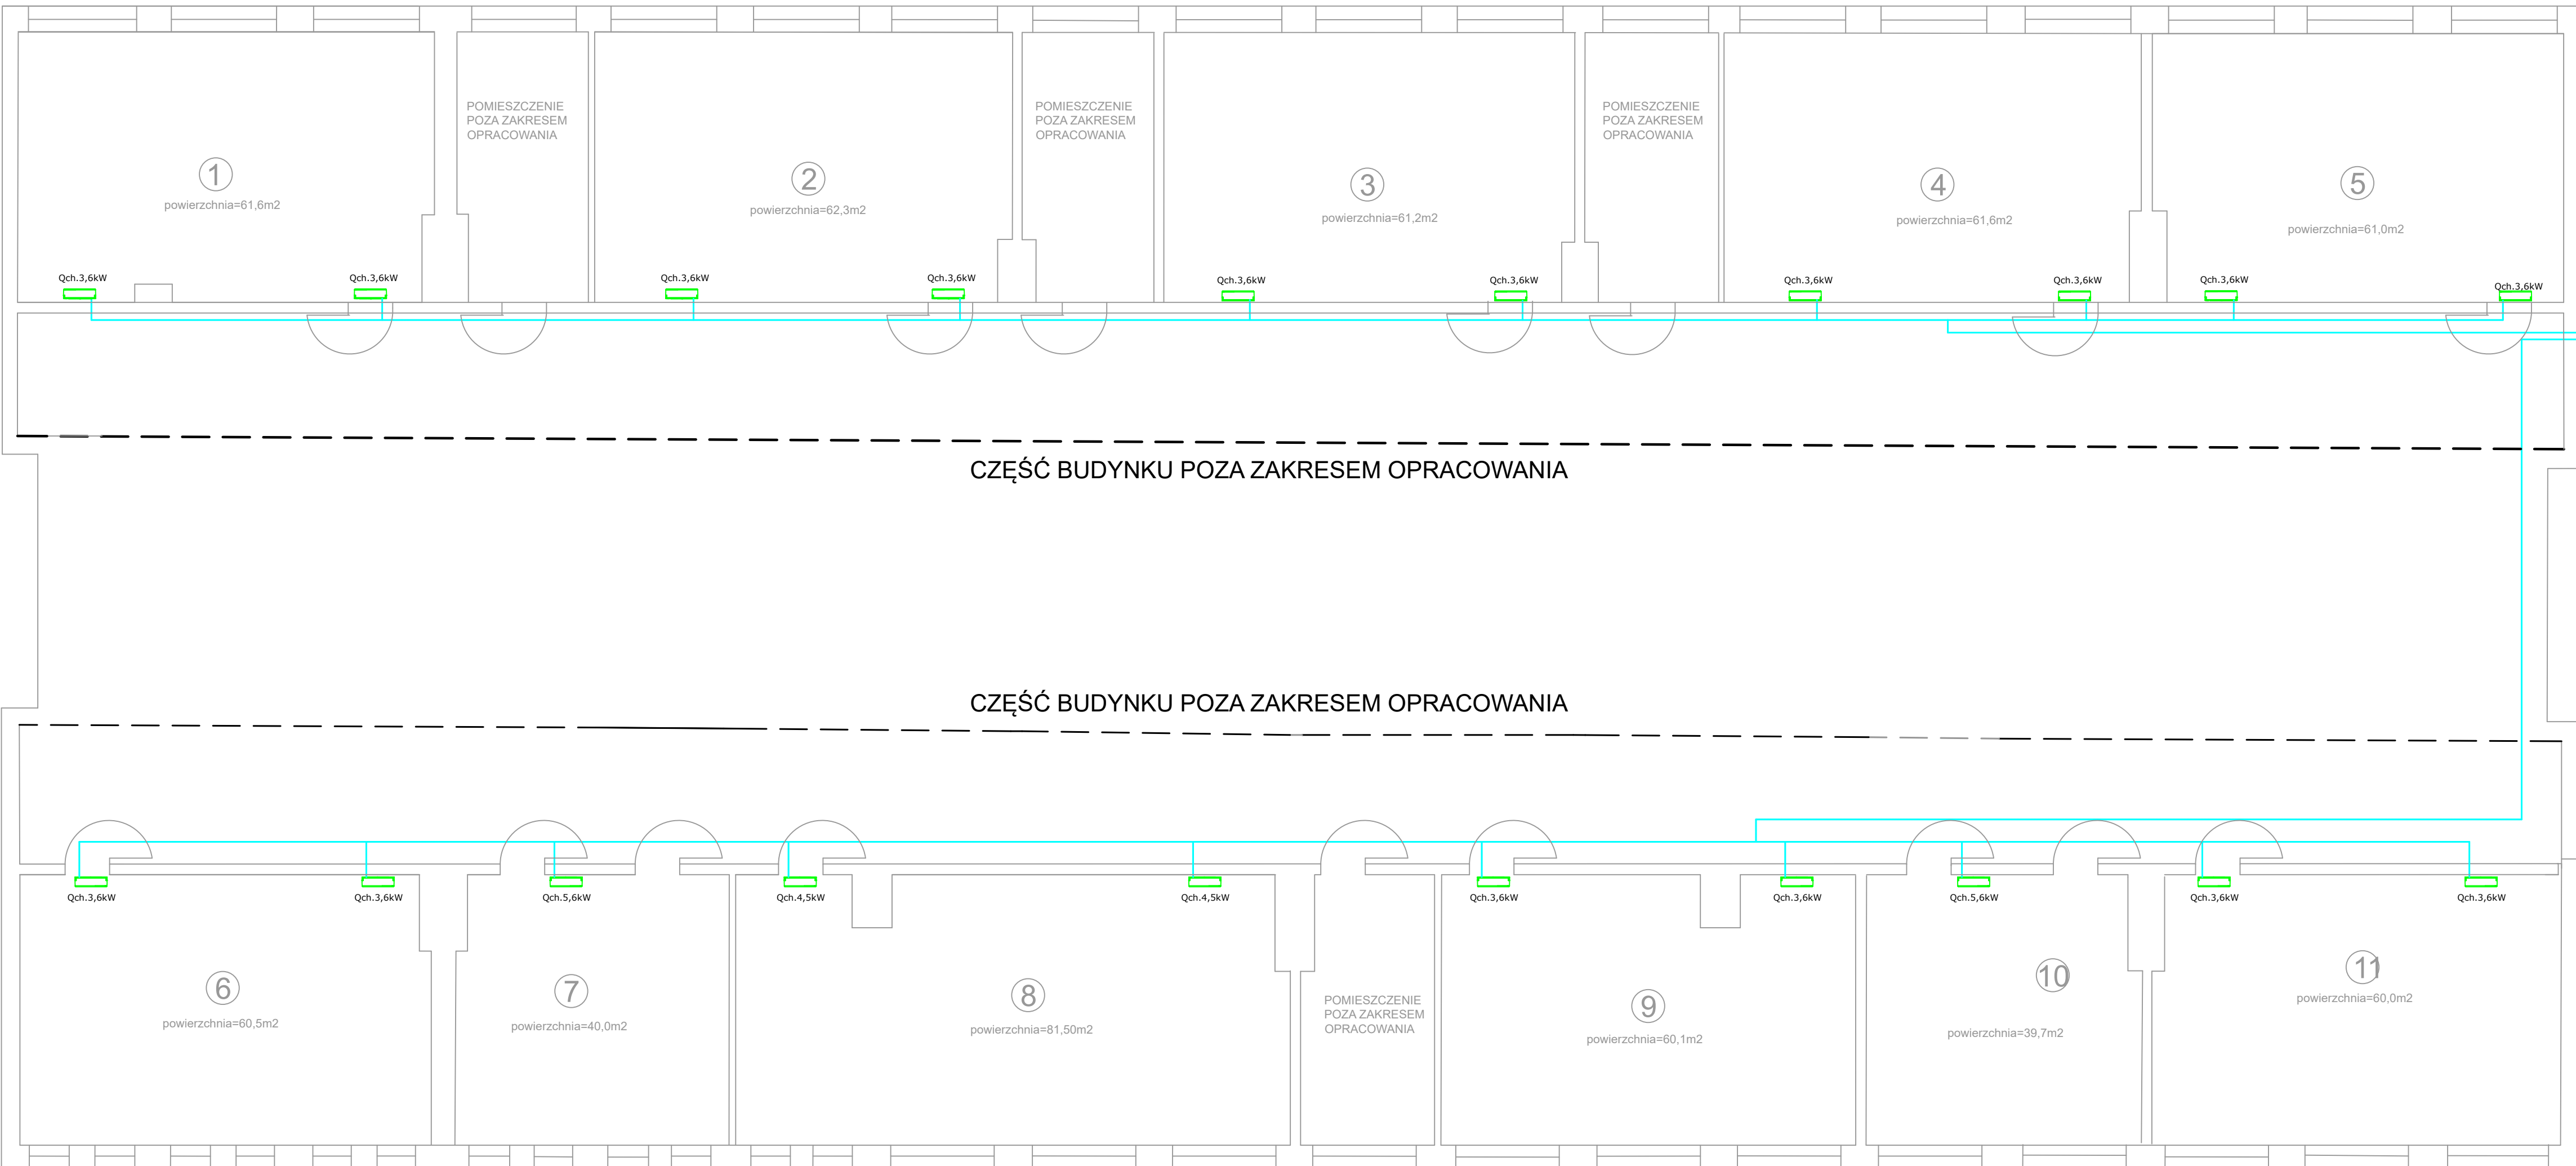 POMIESZCZENIE
POZA ZAKRESEM
OPRACOWANIA
POMIESZCZENIE
POZA ZAKRESEM
OPRACOWANIA
POMIESZCZENIE
POZA ZAKRESEM
OPRACOWANIA
1
powierzchnia=61,6m2
2
powierzchnia=62,3m2
3
powierzchnia=61,2m2
4
powierzchnia=61,6m2
5
powierzchnia=61,0m2
Qch.3,6kW
Qch.3,6kW
Qch.3,6kW
Qch.3,6kW
Qch.3,6kW
Qch.3,6kW
Qch.3,6kW
Qch.3,6kW
Qch.3,6kW
Qch.3,6kW
CZĘŚĆ BUDYNKU POZA ZAKRESEM OPRACOWANIA
CZĘŚĆ BUDYNKU POZA ZAKRESEM OPRACOWANIA
Qch.3,6kW
Qch.3,6kW
Qch.5,6kW
Qch.4,5kW
Qch.4,5kW
Qch.3,6kW
Qch.3,6kW
Qch.5,6kW
Qch.3,6kW
Qch.3,6kW
6
powierzchnia=60,5m2
7
powierzchnia=40,0m2
8
powierzchnia=81,50m2
POMIESZCZENIE
POZA ZAKRESEM
OPRACOWANIA
9
powierzchnia=60,1m2
10
powierzchnia=39,7m2
11
powierzchnia=60,0m2